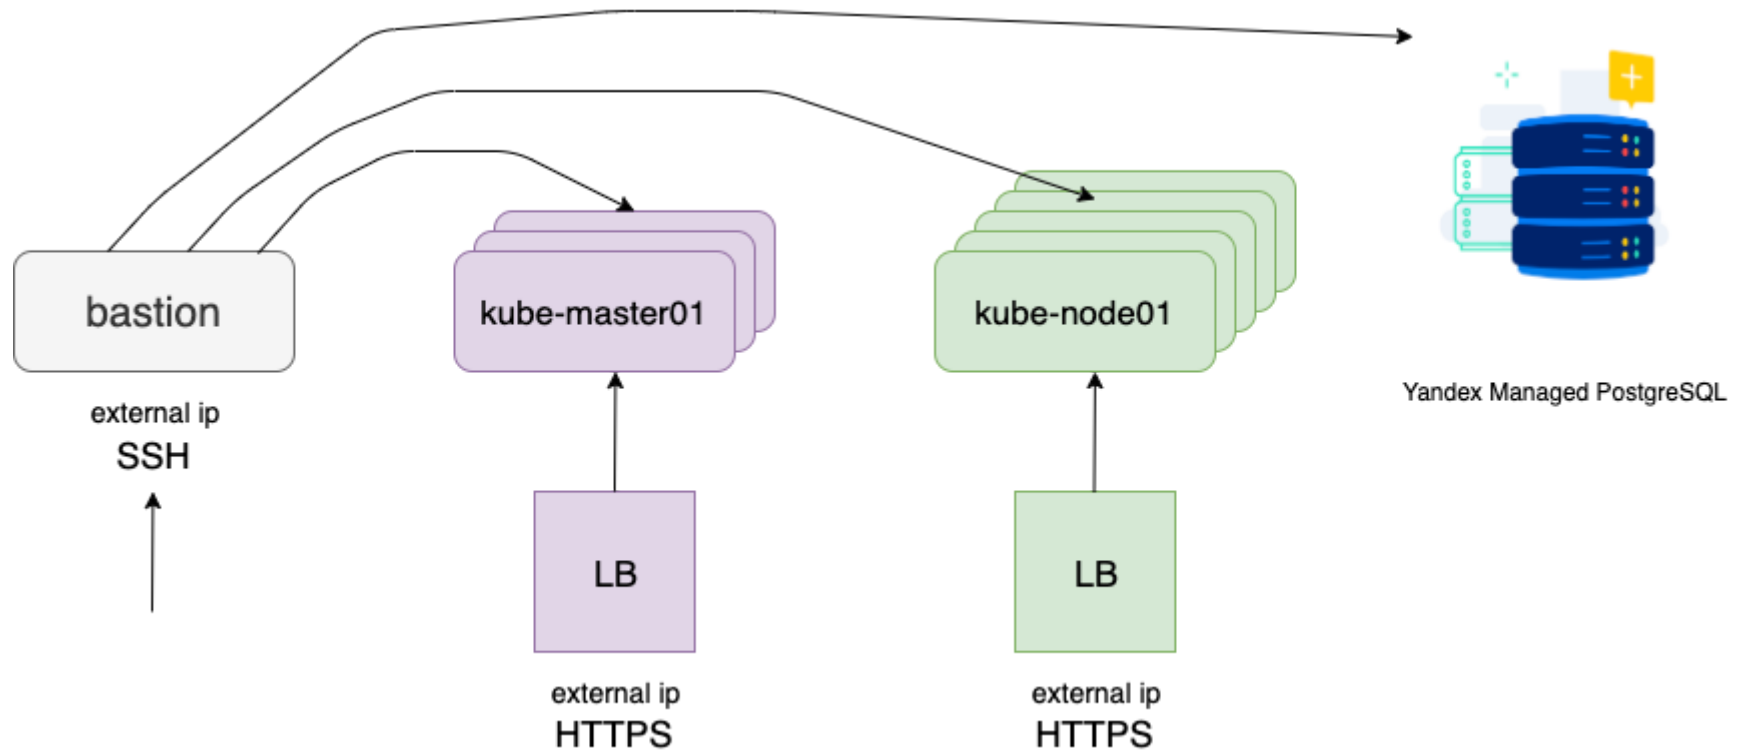 bastion
external ip
SSH
kube-master01
LB
external ip
HTTPS
kube-node01
LB
external ip
HTTPS
Yandex Managed PostgreSQL